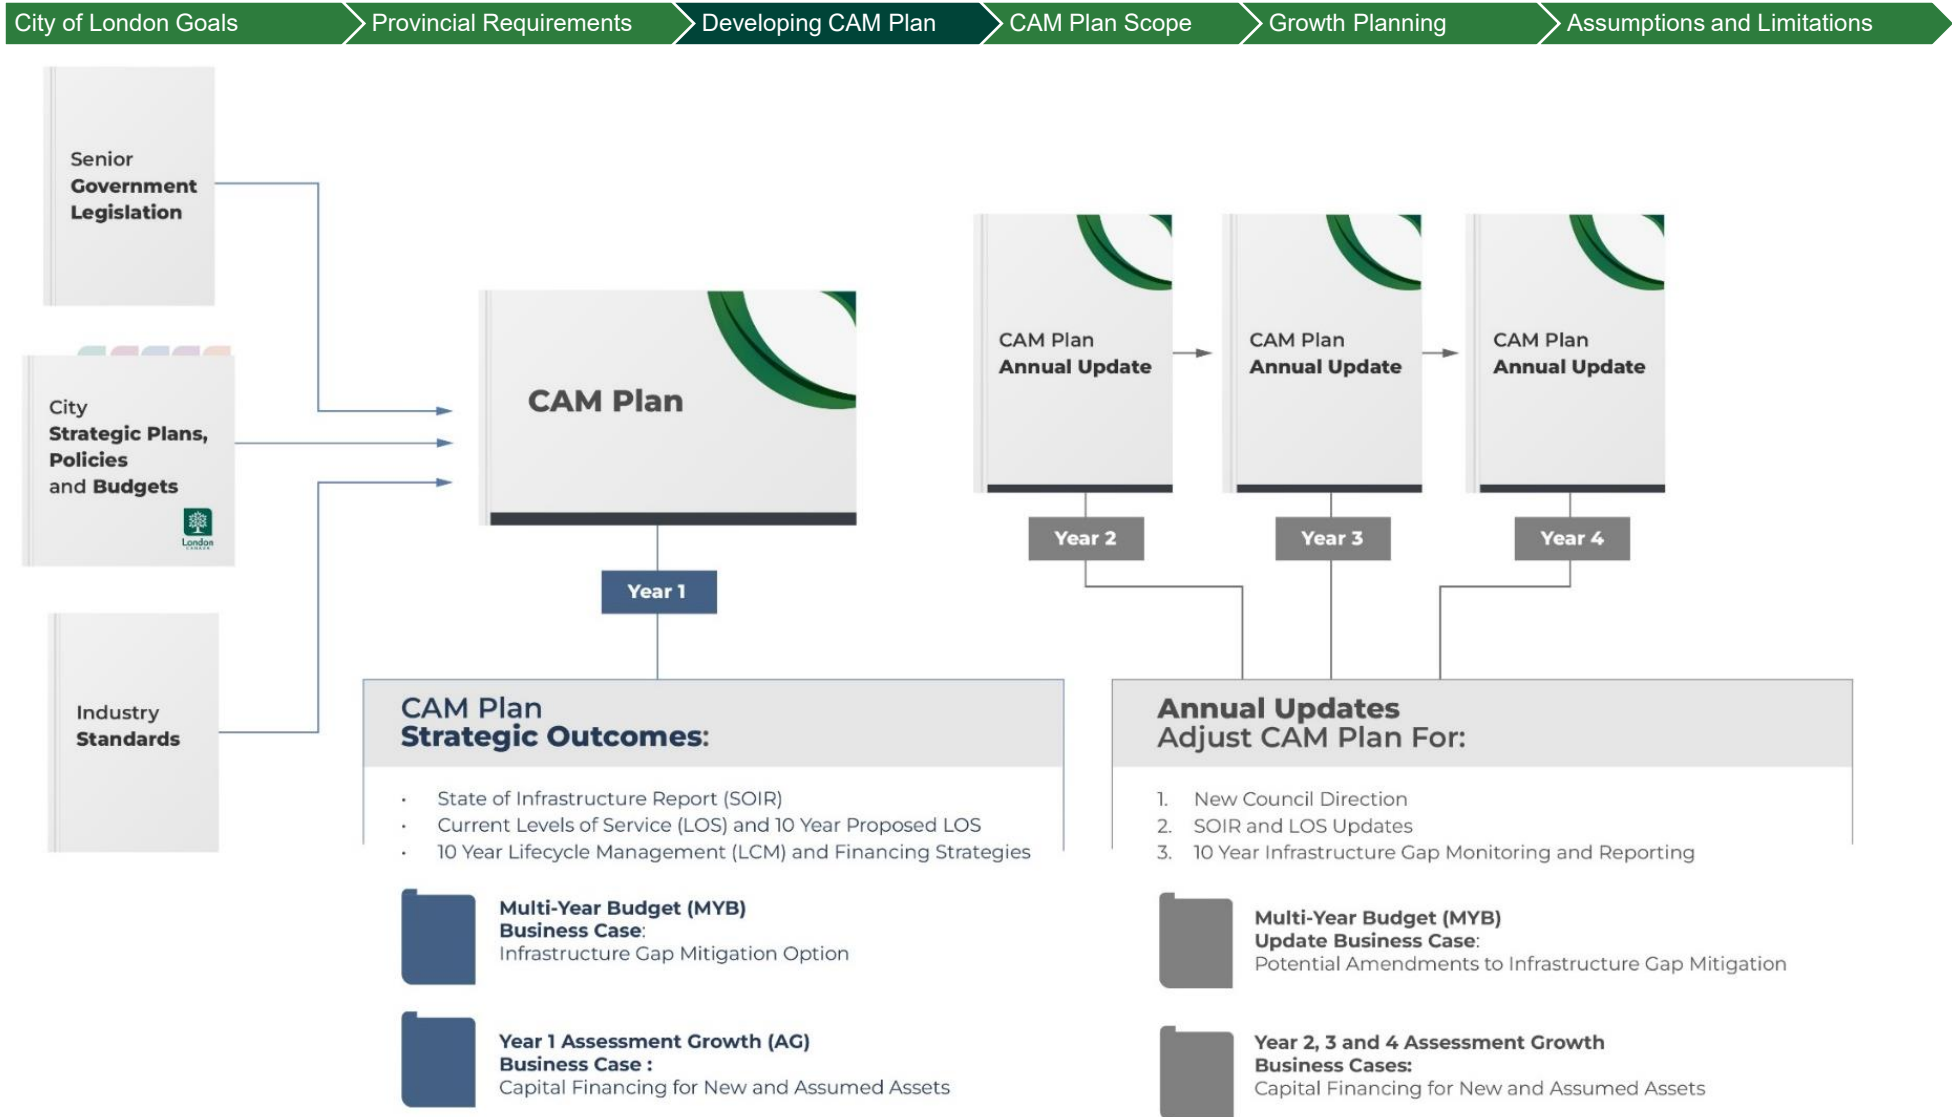 City of London Goals
Provincial Requirements
Developing CAM Plan
CAM Plan Scope
Growth Planning
Assumptions and Limitations
Senior
Government
Legislation
City
Strategic Plans,
Policies
and Budgets
London
CANADA
Industry
Standards
CAM Plan
Year 1
CAM Plan
Annual Update
CAM Plan
Annual Update
CAM Plan
Annual Update
Year 2
Year 3
Year 4
CAM Plan
Strategic Outcomes:
· State of Infrastructure Report (SOIR)
· Current Levels of Service (LOS) and 10 Year Proposed LOS
· 10 Year Lifecycle Management (LCM) and Financing Strategies
Multi-Year Budget (MYB)
Business Case:
Infrastructure Gap Mitigation Option
Year 1 Assessment Growth (AG)
Business Case :
Capital Financing for New and Assumed Assets
Annual Updates
Adjust CAM Plan For:
1. New Council Direction
2. SOIR and LOS Updates
3. 10 Year Infrastructure Gap Monitoring and Reporting
Multi-Year Budget (MYB)
Update Business Case:
Potential Amendments to Infrastructure Gap Mitigation
Year 2, 3 and 4 Assessment Growth
Business Cases:
Capital Financing for New and Assumed Assets